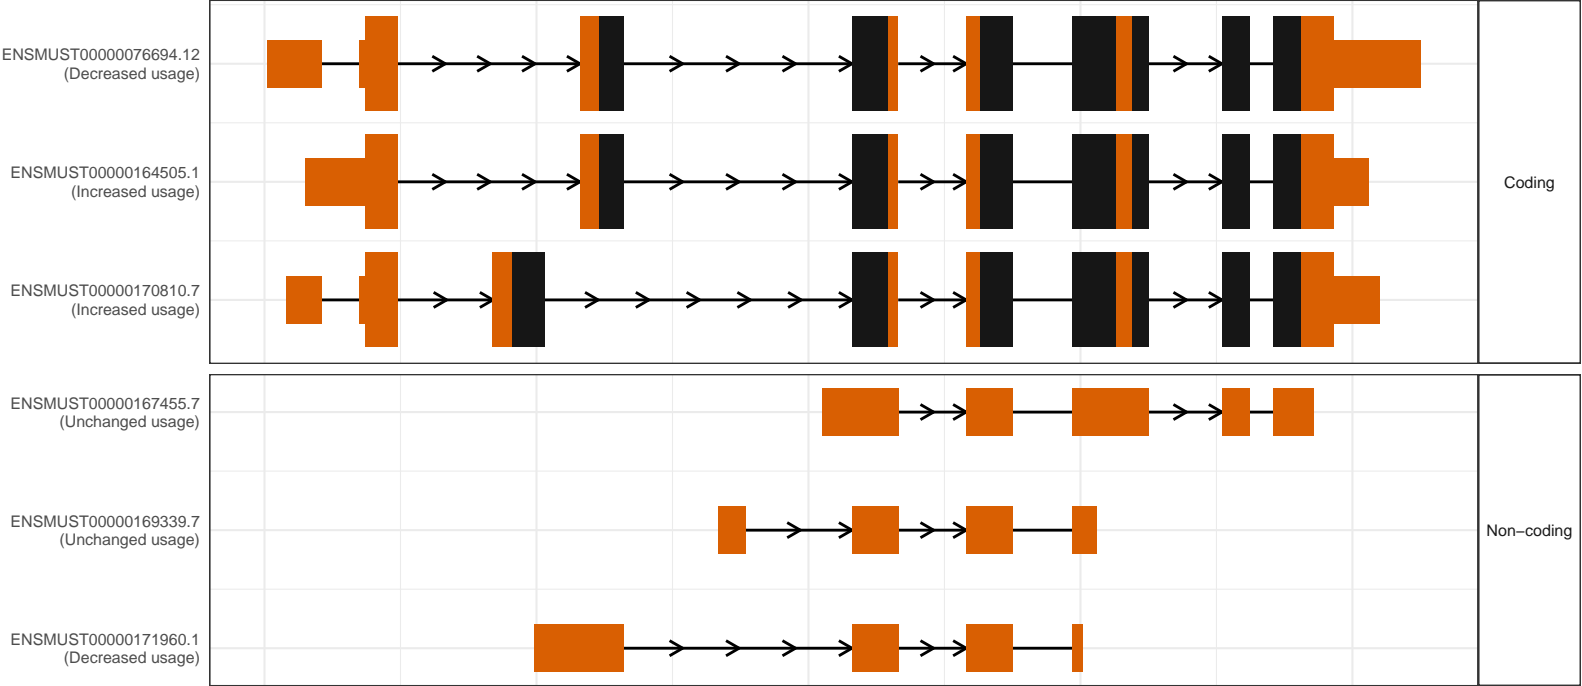 ENSMUST00000076694.12
(Decreased usage)
ENSMUST00000164505.1
(Increased usage)
ENSMUST00000170810.7
(Increased usage)
Coding
ENSMUST00000167455.7
(Unchanged usage)
ENSMUST00000169339.7
(Unchanged usage)
ENSMUST00000171960.1
(Decreased usage)
Non−coding